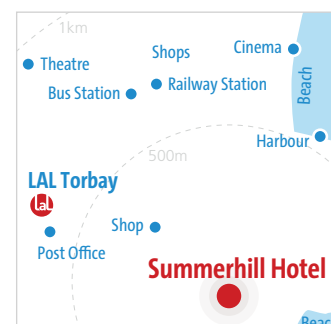 1km
Shops
Cinema
Theatre
Railway Station
Bus Station
Beach
Harbour
500m
LAL Torbay
lal
Shop
Post Office
Summerhill Hotel